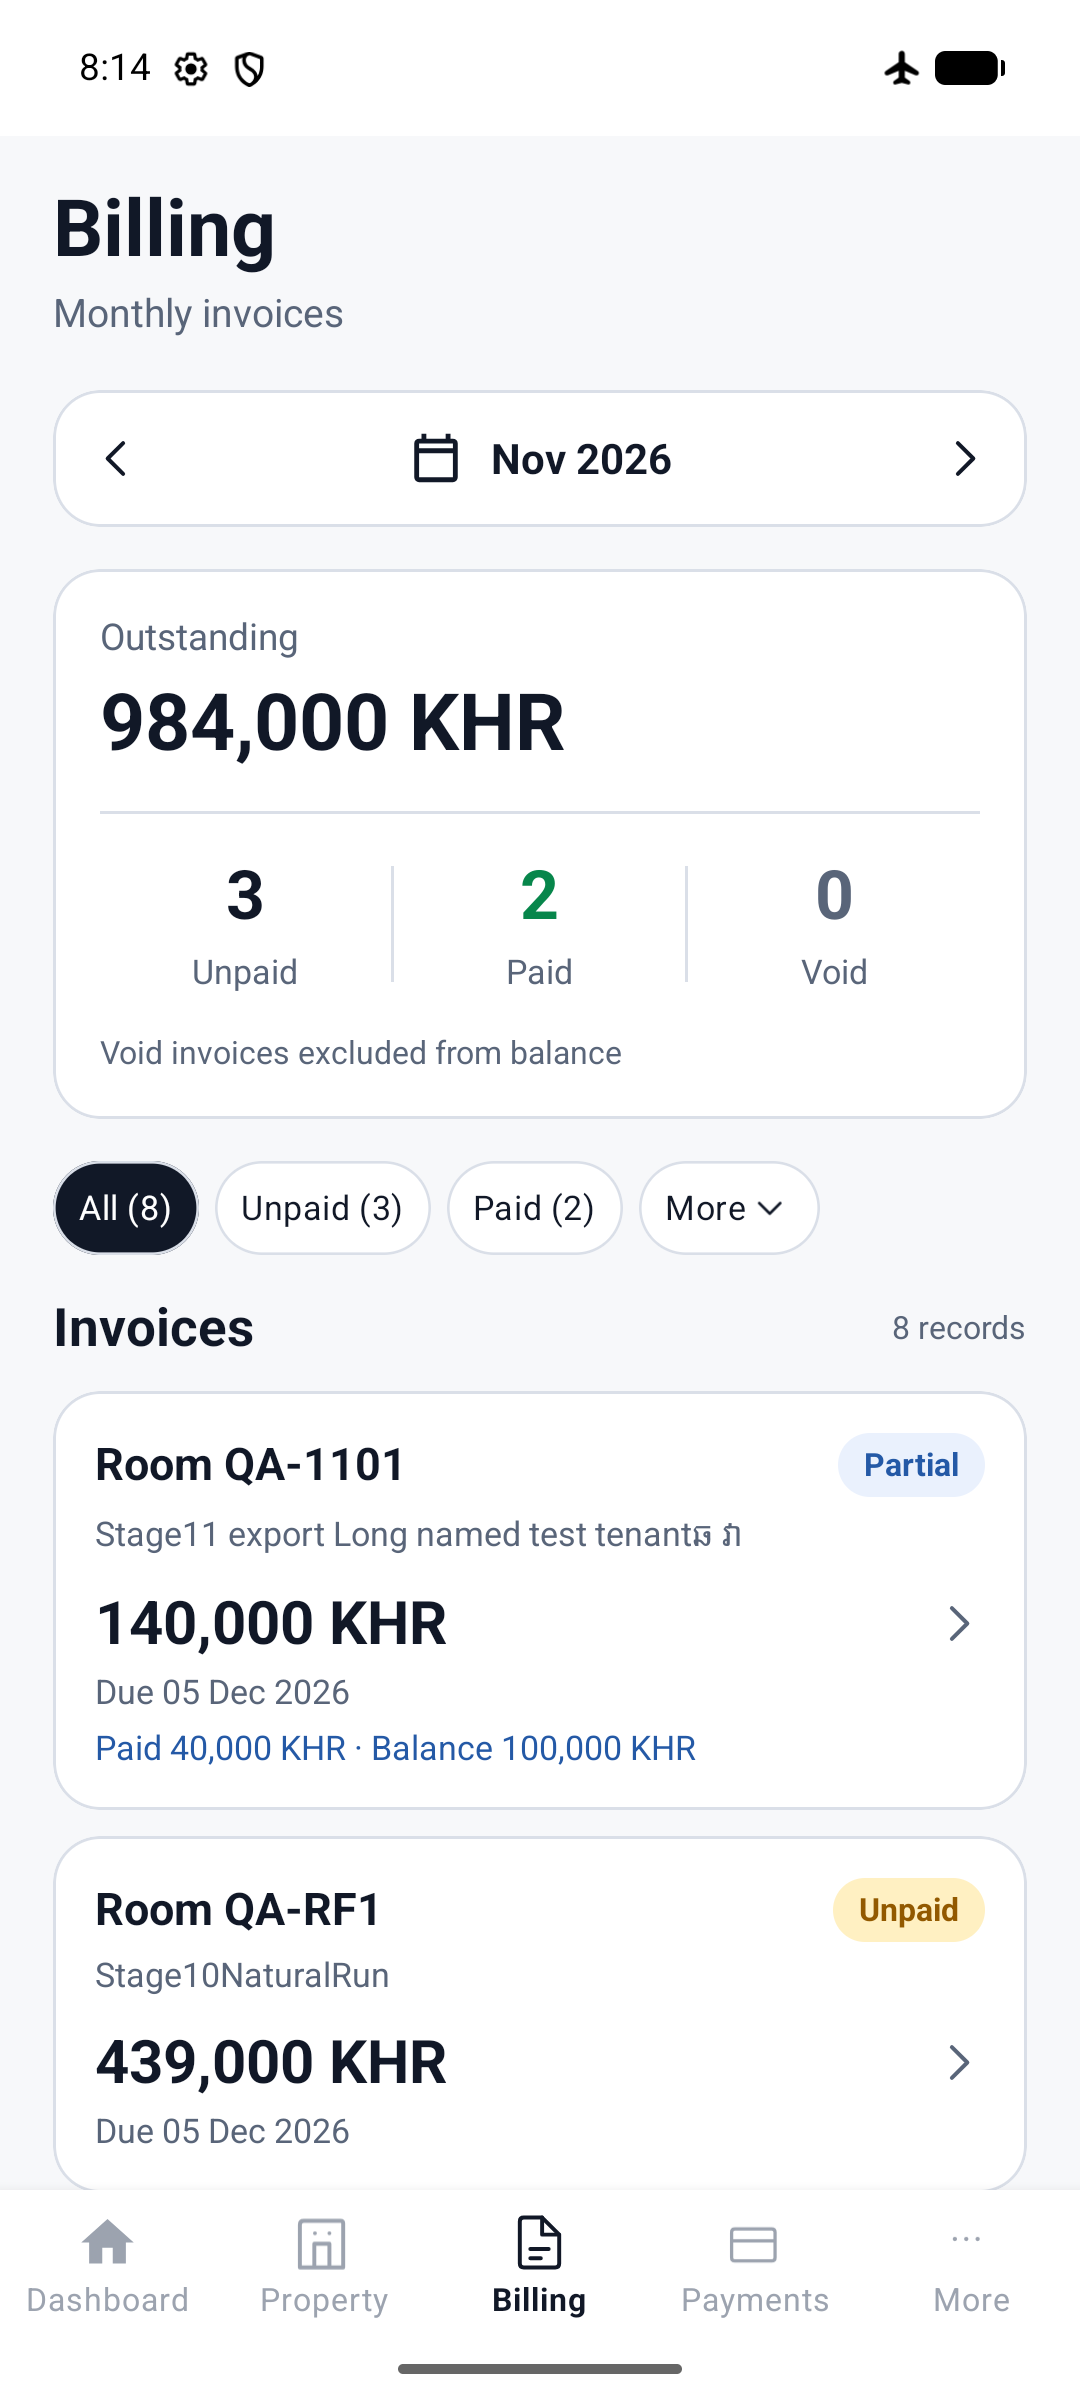 8:14
Billing
Monthly invoices
Nov 2026
Outstanding
984,000 KHR
3
2
0
Unpaid
Paid
Void
Void invoices excluded from balance
All (8)
Unpaid (3)
Paid (2)
More
Invoices
8 records
Room QA-1101
Partial
Stage11 export Long named test tenantឆ វា
140,000 KHR
Due 05 Dec 2026
Paid 40,000 KHR · Balance 100,000 KHR
Room QA-RF1
Unpaid
Stage10NaturalRun
439,000 KHR
Due 05 Dec 2026
Dashboard
Property
Billing
Payments
More